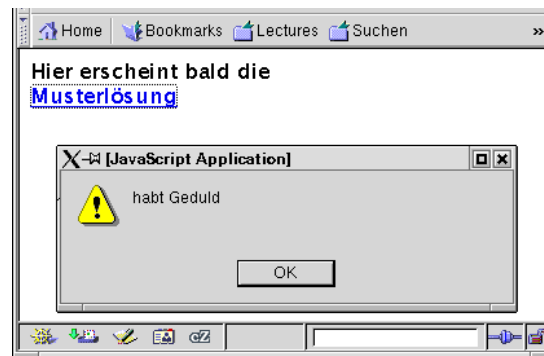 Home Bookmarks Lectures Suchen »
Hier erscheint bald die
Musterlösung
[JavaScript Application]
habt Geduld
OK